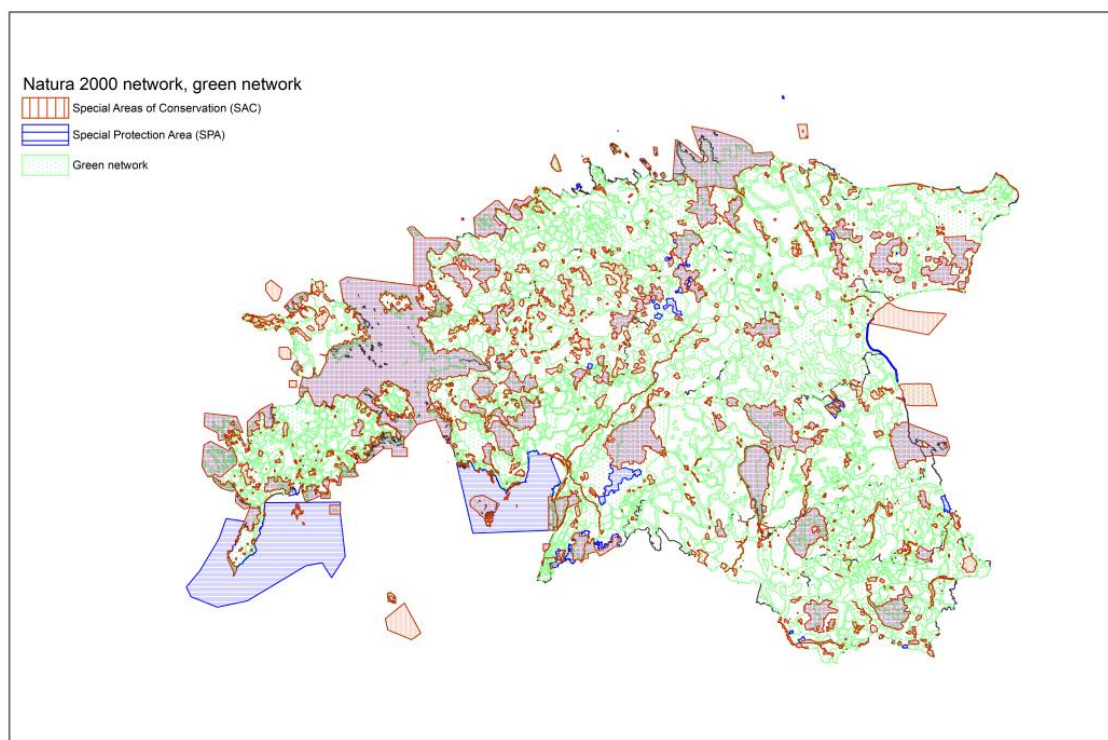 Natura 2000 network, green network
Special Areas of Conservation (SAC)
Special Protection Area (SPA)
Green network